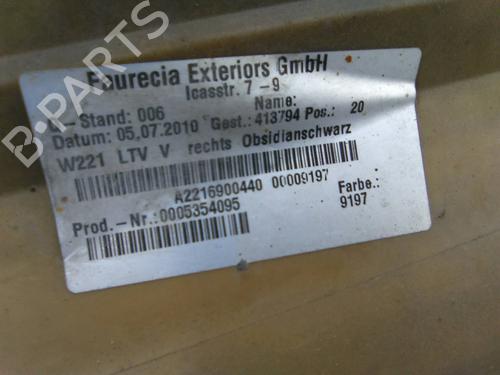 Faurecia Exteriors GmbH
Icasstr. 7-9
-Stand: 006 Name:
Datum: 05.07.2010 Gest.: 413794 Pos.: 20
W221 LTV V rechts Obsidianschwarz
A2216900440 00009197
Prod.-Nr.:0005354095 Farbe.:
9197